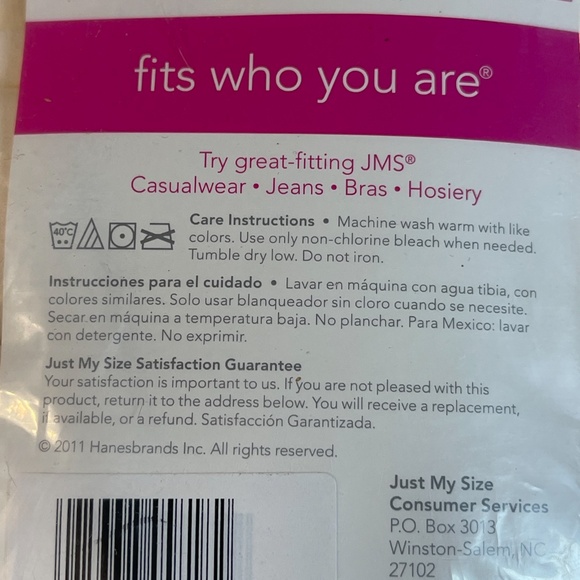 fits who you are®
Try great-fitting JMS®
Casualwear • Jeans • Bras • Hosiery
40°C
Care Instructions • Machine wash warm with like
colors. Use only non-chlorine bleach when needed.
Tumble dry low. Do not iron.
Instrucciones para el cuidado • Lavar en máquina con agua tibia, con
colores similares. Solo usar blanqueador sin cloro cuando se necesite.
Secar en máquina a temperatura baja. No planchar. Para Mexico: lavar
con detergente. No exprimir.
Just My Size Satisfaction Guarantee
Your satisfaction is important to us. If you are not pleased with this
product, return it to the address below. You will receive a replacement,
if available, or a refund. Satisfacción Garantizada.
© 2011 Hanesbrands Inc. All rights reserved.
Just My Size
Consumer Services
P.O. Box 3013
Winston-Salem, NC
27102